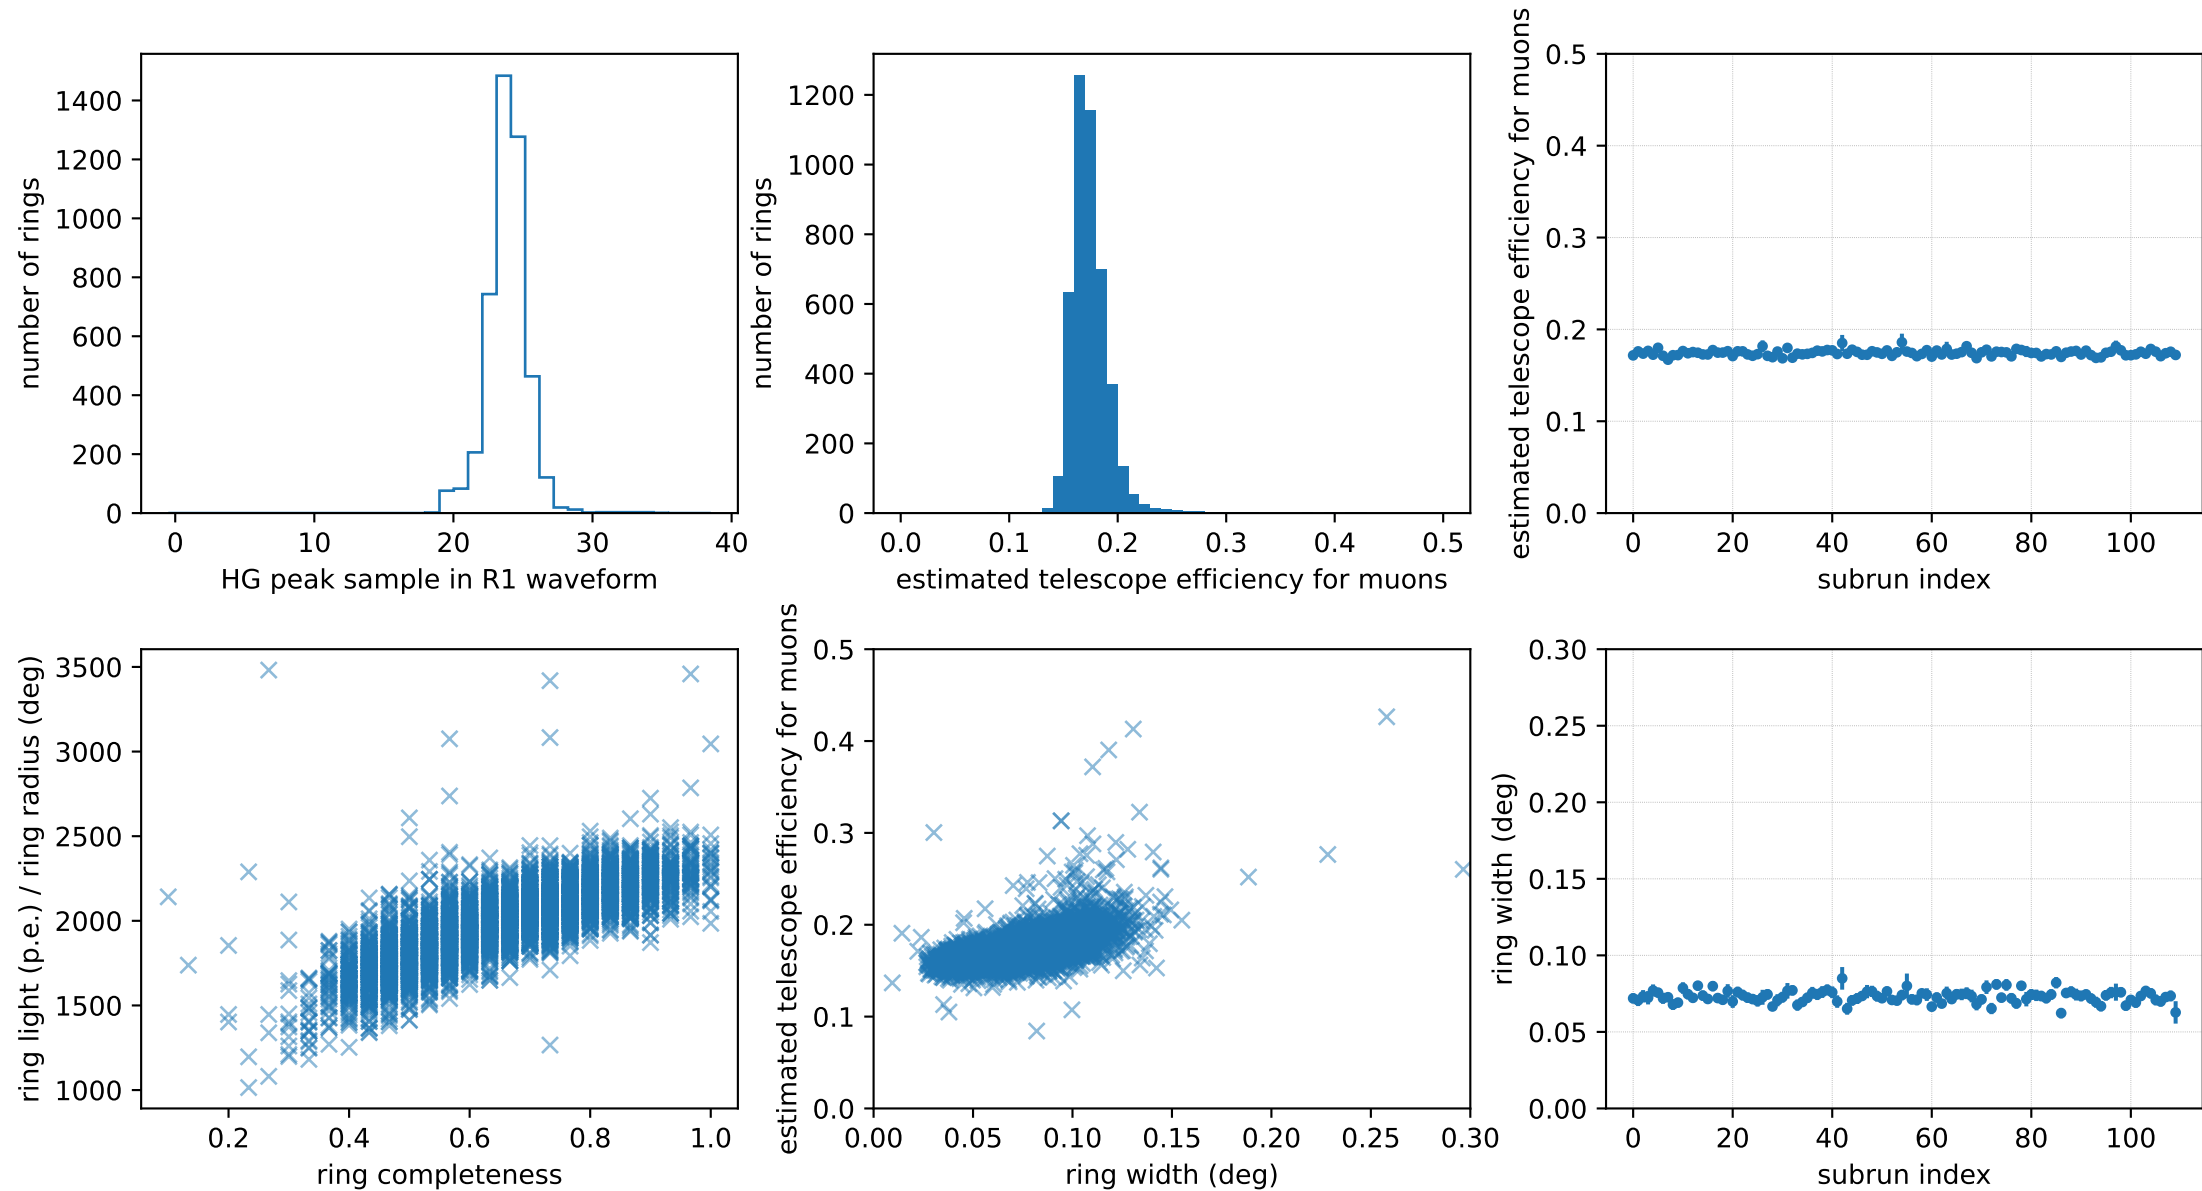 number of rings
1400
1200
1000
800
600
400
200
0
0 10 20 30 40
HG peak sample in R1 waveform
number of rings
1200
1000
800
600
400
200
0
0.0 0.1 0.2 0.3 0.4 0.5
estimated telescope efficiency for muons
estimated telescope efficiency for muons
0.5
0.4
0.3
0.2
0.1
0.0
0 20 40 60 80 100
subrun index
ring light (p.e.) / ring radius (deg)
3500
3000
2500
2000
1500
1000
0.2 0.4 0.6 0.8 1.0
ring completeness
estimated telescope efficiency for muons
0.5
0.4
0.3
0.2
0.1
0.0
0.00 0.05 0.10 0.15 0.20 0.25 0.30
ring width (deg)
ring width (deg)
0.30
0.25
0.20
0.15
0.10
0.05
0.00
0 20 40 60 80 100
subrun index